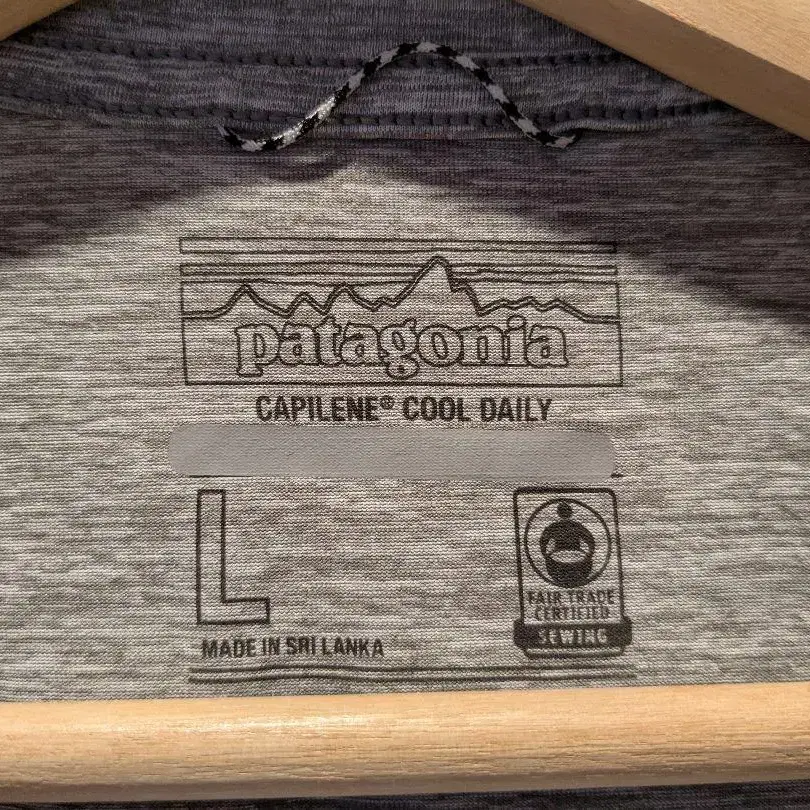 patagonia
CAPILENE® COOL DAILY
L
MADE IN SRI LANKA
FAIR TRADE
CERTIFIED
SEWING